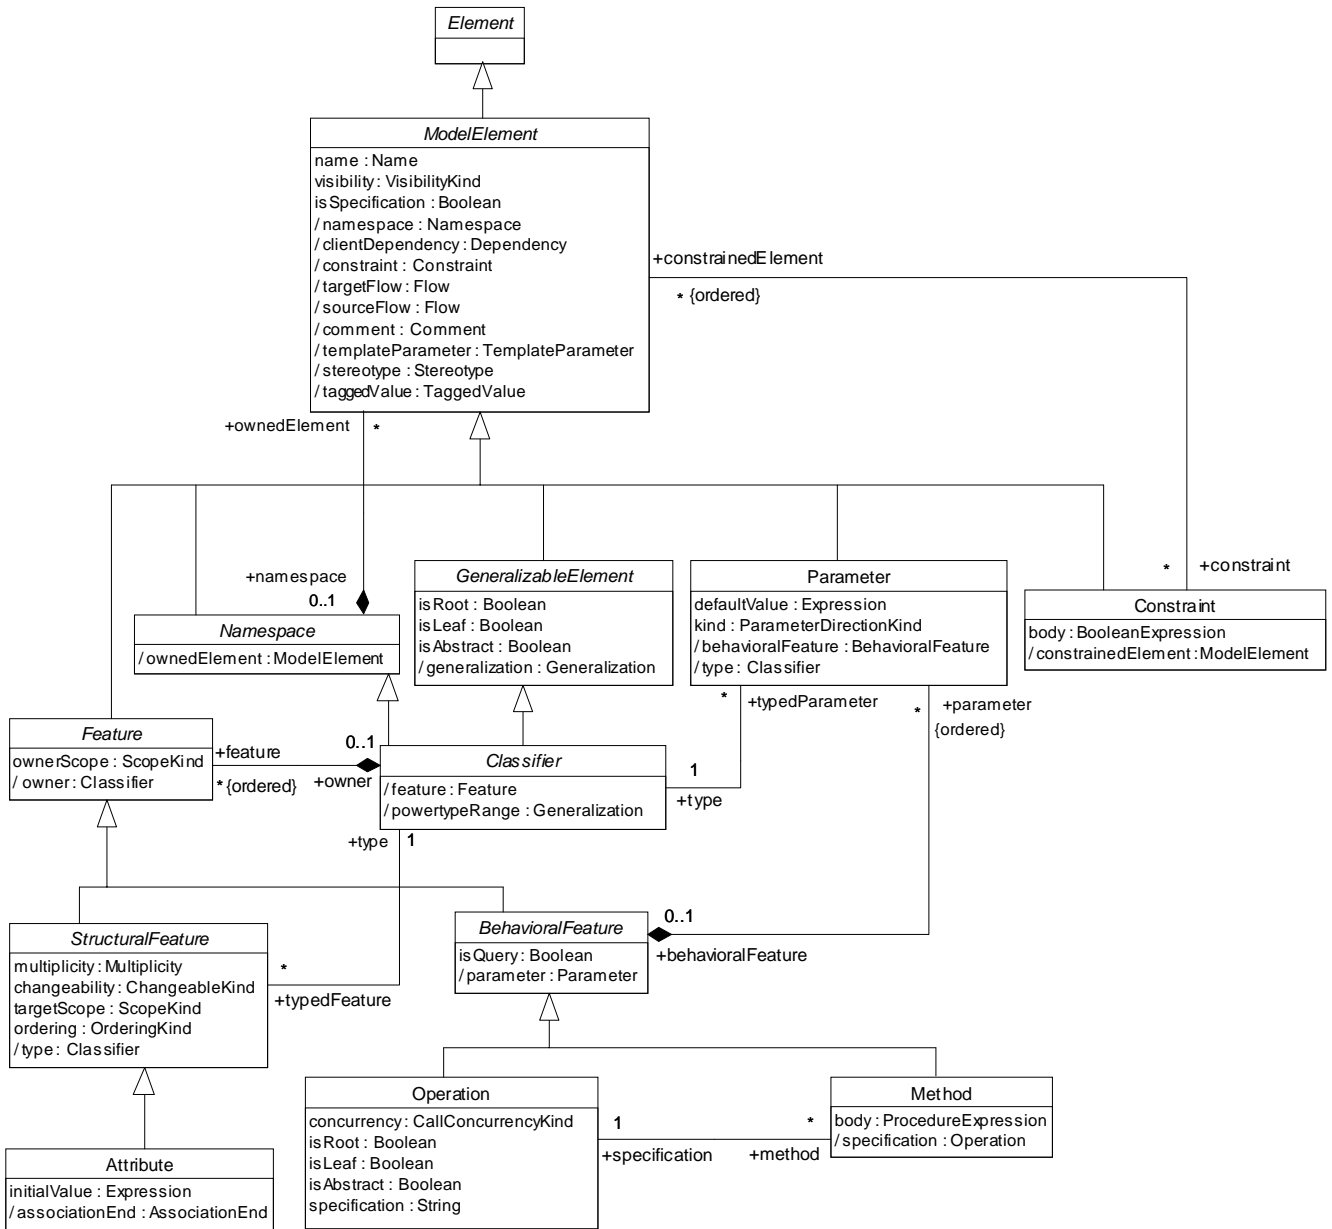 Element
ModelElement
name : Name
visibility : VisibilityKind
isSpecification : Boolean
/ namespace : Namespace
/ clientDependency : Dependency
/ constraint : Constraint
/ targetFlow : Flow
/ sourceFlow : Flow
/ comment : Comment
/ templateParameter : TemplateParameter
/ stereotype : Stereotype
/ taggedValue : TaggedValue
+constrainedElement
* {ordered}
+ownedElement *
+namespace
0..1
* +constraint
Namespace
/ ownedElement : ModelElement
GeneralizableElement
isRoot : Boolean
isLeaf : Boolean
isAbstract : Boolean
/ generalization : Generalization
Parameter
defaultValue : Expression
kind : ParameterDirectionKind
/ behavioralFeature : BehavioralFeature
/ type : Classifier
Constraint
body : BooleanExpression
/ constrainedElement : ModelElement
* +typedParameter
* +parameter
{ordered}
Feature
ownerScope : ScopeKind
/ owner : Classifier
+feature
* {ordered}
0..1
+owner
Classifier
/ feature : Feature
/ powertypeRange : Generalization
1
+type
+type 1
StructuralFeature
multiplicity : Multiplicity
changeability : ChangeableKind
targetScope : ScopeKind
ordering : OrderingKind
/ type : Classifier
*
+typedFeature
BehavioralFeature
isQuery : Boolean
/ parameter : Parameter
0..1
+behavioralFeature
Operation
concurrency : CallConcurrencyKind
isRoot : Boolean
isLeaf : Boolean
isAbstract : Boolean
specification : String
1
+specification
*
+method
Method
body : ProcedureExpression
/ specification : Operation
Attribute
initialValue : Expression
/ associationEnd : AssociationEnd